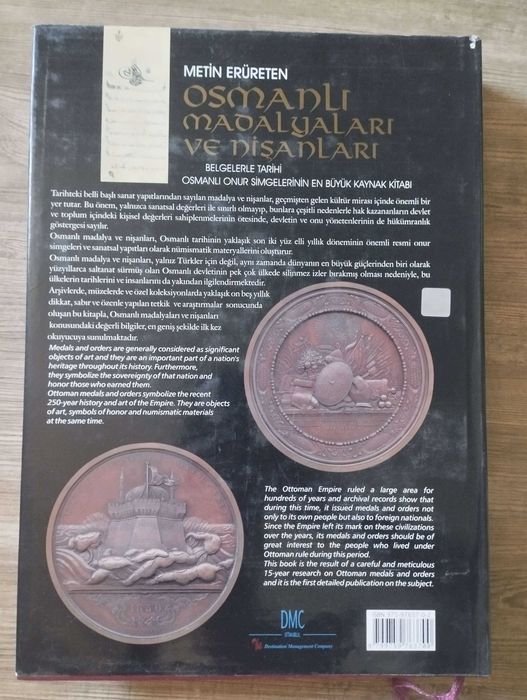 METİN ERÜRETEN
OSMANLI
MADALYALARI
VE NİŞANLARI
BELGELERLE TARİHİ
OSMANLI ONUR SİMGELERİNİN EN BÜYÜK KAYNAK KİTABI
Tarihteki belli başlı sanat yapıtlarından sayılan madalya ve nişanlar, geçmişten gelen kültür mirası içinde önemli bir
yer tutar. Bu önem, yalnızca sanatsal değerleri ile sınırlı olmayıp, bunlara çeşitli nedenlerle hak kazananların devlet
ve toplum içindeki kişisel değerleri sahiplenmelerinin ötesinde, devletin ve onu yönetenlerinin de hükümranlık
göstergesi sayılır.
Osmanlı madalya ve nişanları, Osmanlı tarihinin yaklaşık son iki yüz elli yıllık döneminin önemli resmi onur
simgeleri ve sanatsal yapıtları olarak nümismatik materyallerini oluşturur.
Osmanlı madalya ve nişanları, yalnız Türkler için değil, aynı zamanda dünyanın en büyük güçlerinden biri olarak
yüzyıllarca saltanat sürmüş olan Osmanlı devletinin pek çok ülkede silinmez izler bırakmış olması nedeniyle, bu
ülkelerin tarihlerini ve insanlarını da yakından ilgilendirmektedir.
Arşivlerde, müzelerde ve özel koleksiyonlarda yaklaşık on beş yıllık
dikkat, sabır ve özenle yapılan tetkik ve araştırmalar sonucunda
oluşan bu kitapla, Osmanlı madalyaları ve nişanları
konusundaki değerli bilgiler, en geniş şekilde ilk kez
okuyucuya sunulmaktadır.
Medals and orders are generally considered as significant
objects of art and they are an important part of a nation's
heritage throughout its history. Furthermore,
they symbolize the sovereignty of that nation and
honor those who earned them.
Ottoman medals and orders symbolize the recent
250-year history and art of the Empire. They are objects
of art, symbols of honor and numismatic materials
at the same time.
The Ottoman Empire ruled a large area for
hundreds of years and archival records show that
during this time, it issued medals and orders not
only to its own people but also to foreign nationals.
Since the Empire left its mark on these civilizations
over the years, its medals and orders should be of
great interest to the people who lived under
Ottoman rule during this period.
This book is the result of a careful and meticulous
15-year research on Ottoman medals and orders
and it is the first detailed publication on the subject.
1840
DMC
İSTANBUL
Destination Management Company